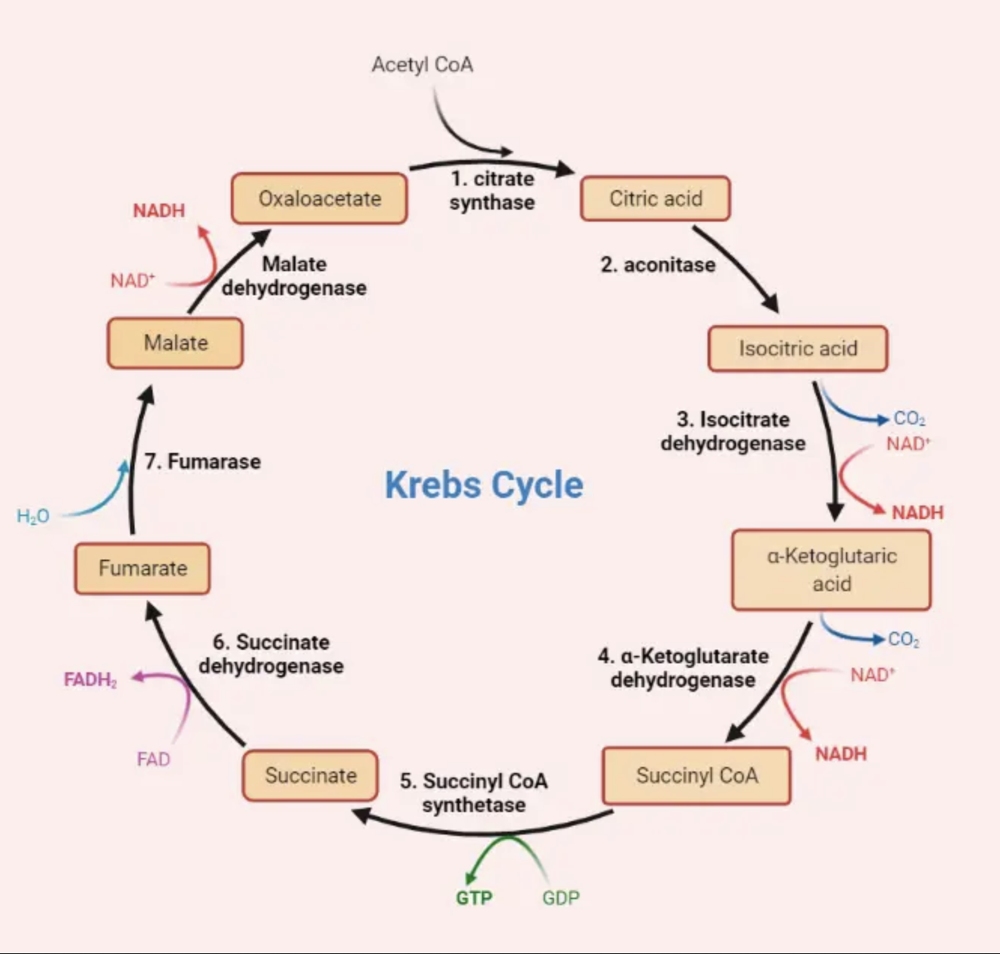 Acetyl CoA
Oxaloacetate
1. citrate
synthase
Citric acid
2. aconitase
Isocitric acid
3. Isocitrate
dehydrogenase
CO₂
NAD⁺
NADH
α-Ketoglutaric
acid
4. α-Ketoglutarate
dehydrogenase
CO₂
NAD⁺
NADH
Succinyl CoA
5. Succinyl CoA
synthetase
GTP
GDP
Succinate
6. Succinate
dehydrogenase
FADH₂
FAD
Fumarate
7. Fumarase
H₂O
Malate
Malate
dehydrogenase
NADH
NAD⁺
Krebs Cycle